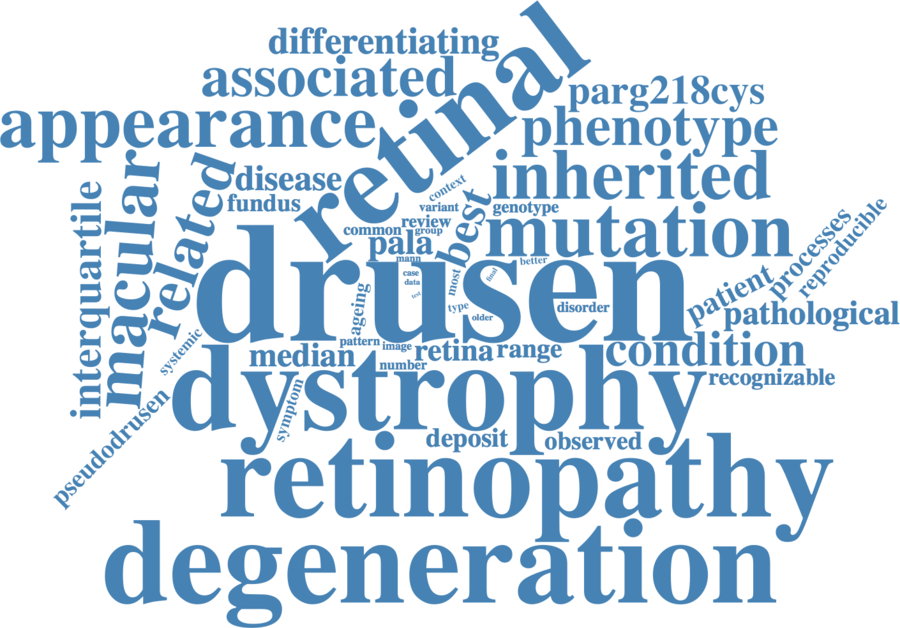 differentiating
associated
retinal
parg218cys
appearance
phenotype
disease
inherited
fundus
context
variant
best
genotype
interquartile
macular
related
common
review
group
mutation
pala
mann
better
processes
reproducible
drusen
case
data
test
most
final
type
older
disorder
ageing
patient
pathological
systemic
pattern
image
number
median
retina
range
condition
recognizable
dystrophy
symptom
pseudodrusen
deposit
observed
retinopathy
degeneration